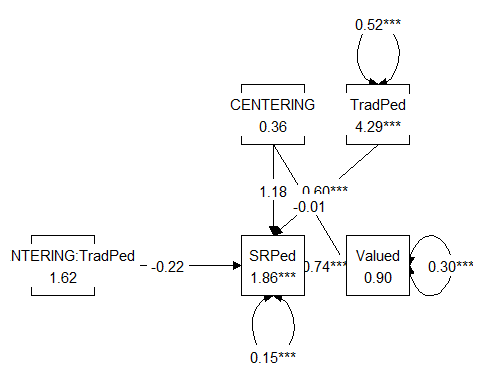 0.52***
CENTERING
TradPed
0.36
4.29***
1.18
0.60***
-0.01
NTERING:TradPed
SRPed
Valued
-0.22
0.74***
0.30***
1.62
1.86***
0.90
0.15***